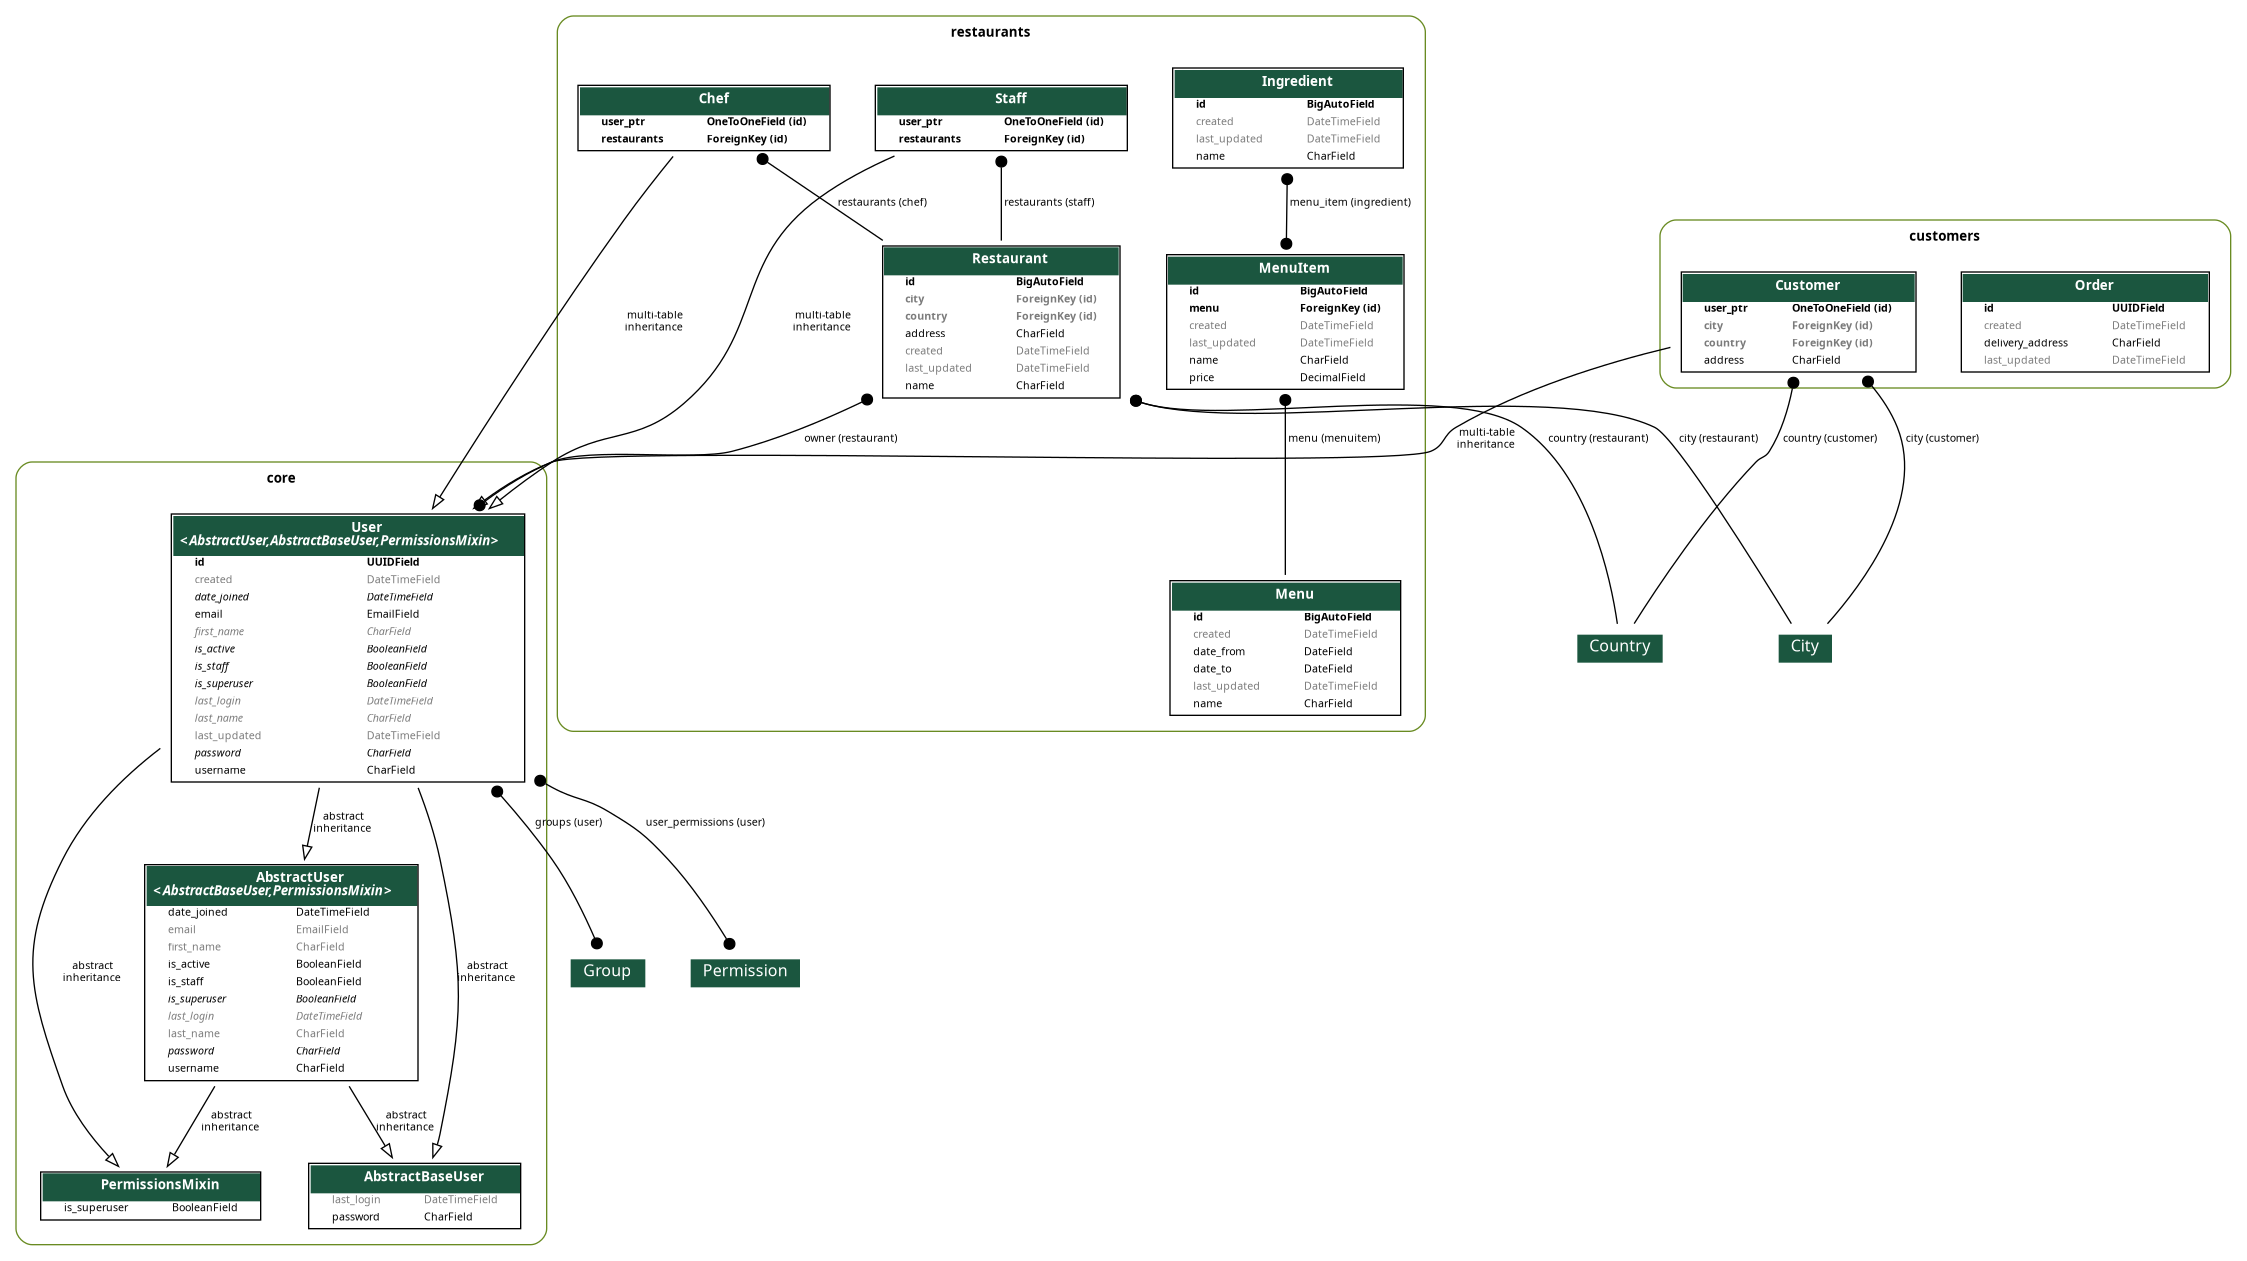 restaurants
Chef
user_ptr OneToOneField (id)
restaurants ForeignKey (id)
Staff
user_ptr OneToOneField (id)
restaurants ForeignKey (id)
Ingredient
id BigAutoField
created DateTimeField
last_updated DateTimeField
name CharField
restaurants (chef)
restaurants (staff)
menu_item (ingredient)
Restaurant
id BigAutoField
city ForeignKey (id)
country ForeignKey (id)
address CharField
created DateTimeField
last_updated DateTimeField
name CharField
MenuItem
id BigAutoField
menu ForeignKey (id)
created DateTimeField
last_updated DateTimeField
name CharField
price DecimalField
multi-table
inheritance
multi-table
inheritance
owner (restaurant)
menu (menuitem)
Menu
id BigAutoField
created DateTimeField
date_from DateField
date_to DateField
last_updated DateTimeField
name CharField
customers
Customer
user_ptr OneToOneField (id)
city ForeignKey (id)
country ForeignKey (id)
address CharField
Order
id UUIDField
created DateTimeField
delivery_address CharField
last_updated DateTimeField
multi-table
inheritance
country (restaurant)
city (restaurant)
country (customer)
city (customer)
Country
City
core
User
<AbstractUser,AbstractBaseUser,PermissionsMixin>
id UUIDField
created DateTimeField
date_joined DateTimeField
email EmailField
first_name CharField
is_active BooleanField
is_staff BooleanField
is_superuser BooleanField
last_login DateTimeField
last_name CharField
last_updated DateTimeField
password CharField
username CharField
abstract
inheritance
groups (user)
user_permissions (user)
AbstractUser
<AbstractBaseUser,PermissionsMixin>
date_joined DateTimeField
email EmailField
first_name CharField
is_active BooleanField
is_staff BooleanField
is_superuser BooleanField
last_login DateTimeField
last_name CharField
password CharField
username CharField
abstract
inheritance
abstract
inheritance
Group
Permission
abstract
inheritance
abstract
inheritance
PermissionsMixin
is_superuser BooleanField
AbstractBaseUser
last_login DateTimeField
password CharField